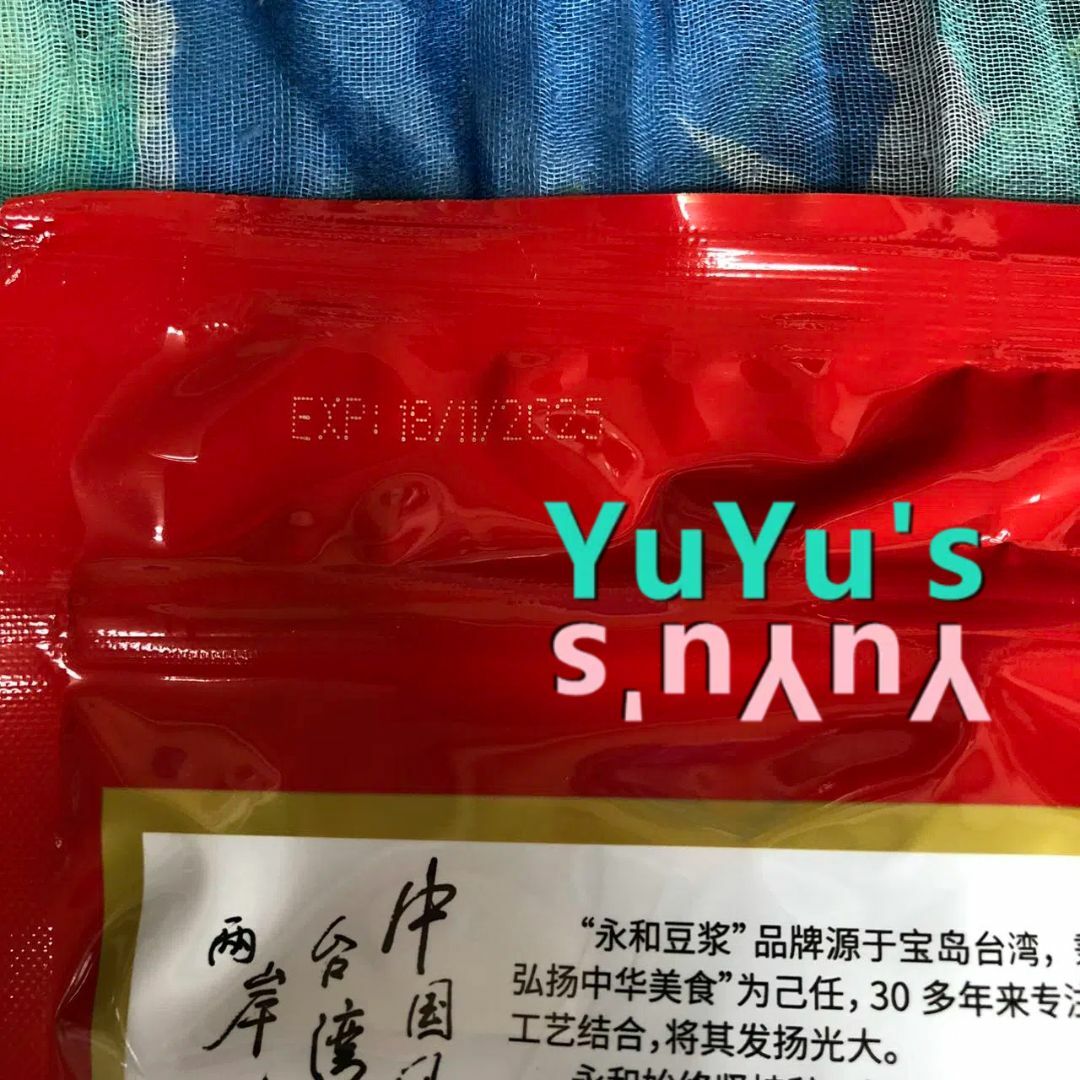 EXP: 18/11/2025
YuYu's
YuYu's
中国
台湾
两岸
“永和豆浆”品牌源于宝岛台湾，
弘扬中华美食”为己任，30 多年来专注
工艺结合，将其发扬光大。